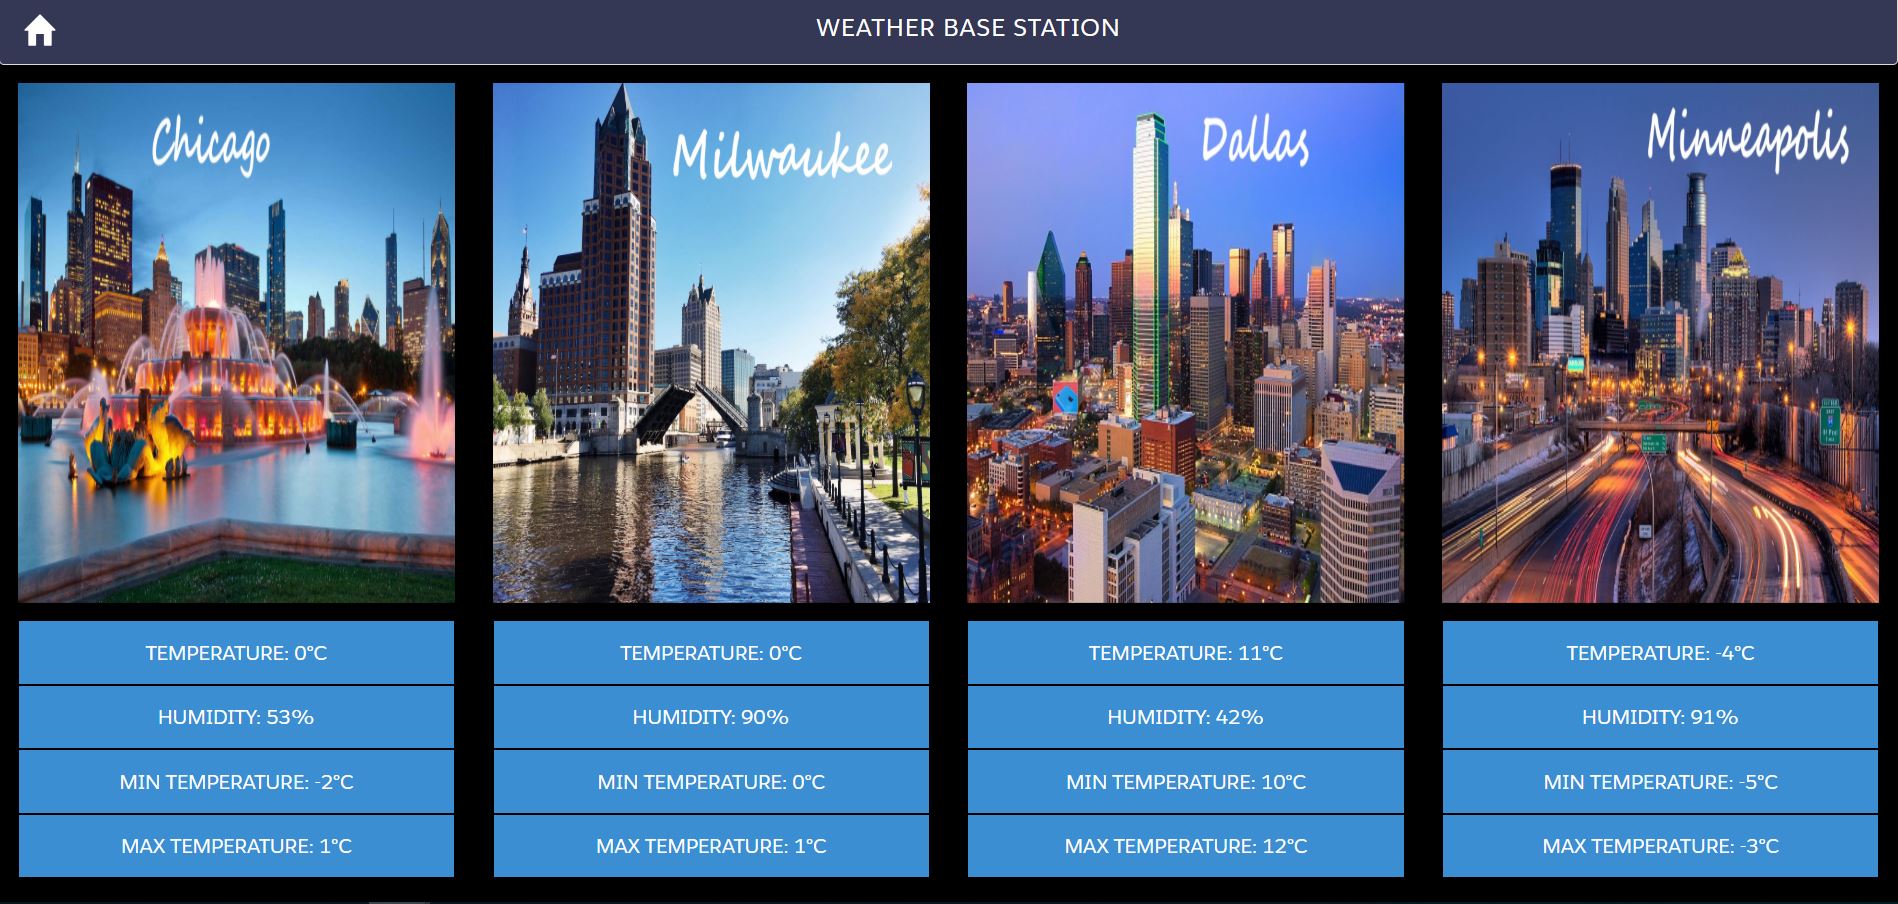 WEATHER BASE STATION
Chicago
TEMPERATURE: 0°C
HUMIDITY: 53%
MIN TEMPERATURE: -2°C
MAX TEMPERATURE: 1°C
Milwaukee
TEMPERATURE: 0°C
HUMIDITY: 90%
MIN TEMPERATURE: 0°C
MAX TEMPERATURE: 1°C
Dallas
TEMPERATURE: 11°C
HUMIDITY: 42%
MIN TEMPERATURE: 10°C
MAX TEMPERATURE: 12°C
Minneapolis
TEMPERATURE: -4°C
HUMIDITY: 91%
MIN TEMPERATURE: -5°C
MAX TEMPERATURE: -3°C